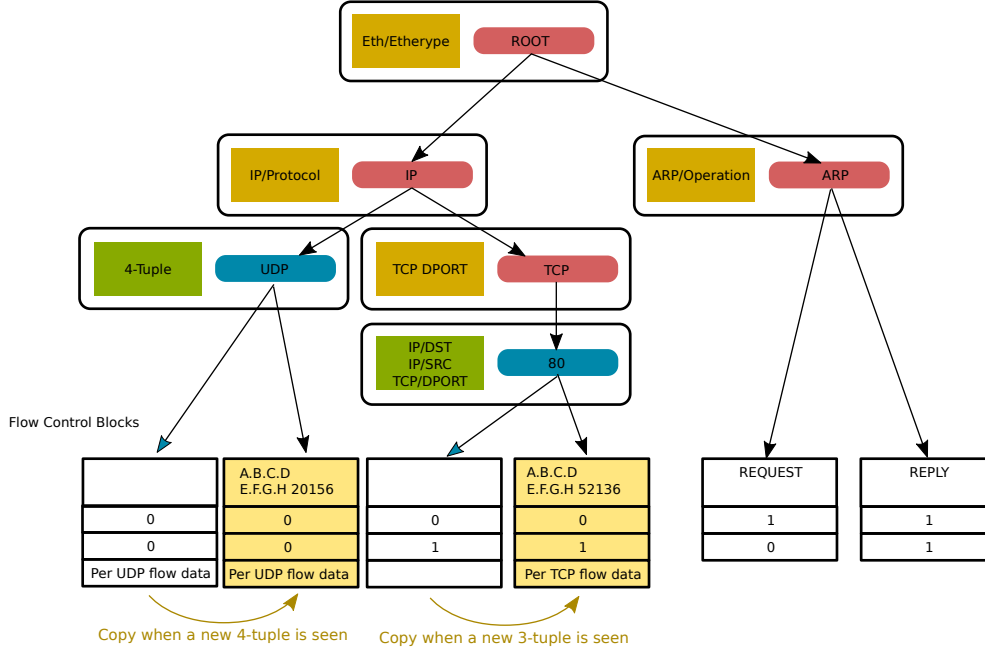 Eth/Etherype
ROOT
IP/Protocol
IP
ARP/Operation
ARP
4-Tuple
UDP
TCP DPORT
TCP
IP/DST
IP/SRC
TCP/DPORT
80
Flow Control Blocks
A.B.C.D
E.F.G.H 20156
A.B.C.D
E.F.G.H 52136
REQUEST
REPLY
0
0
0
0
1
1
0
0
1
1
0
1
Per UDP flow data
Per UDP flow data
Per TCP flow data
Copy when a new 4-tuple is seen
Copy when a new 3-tuple is seen